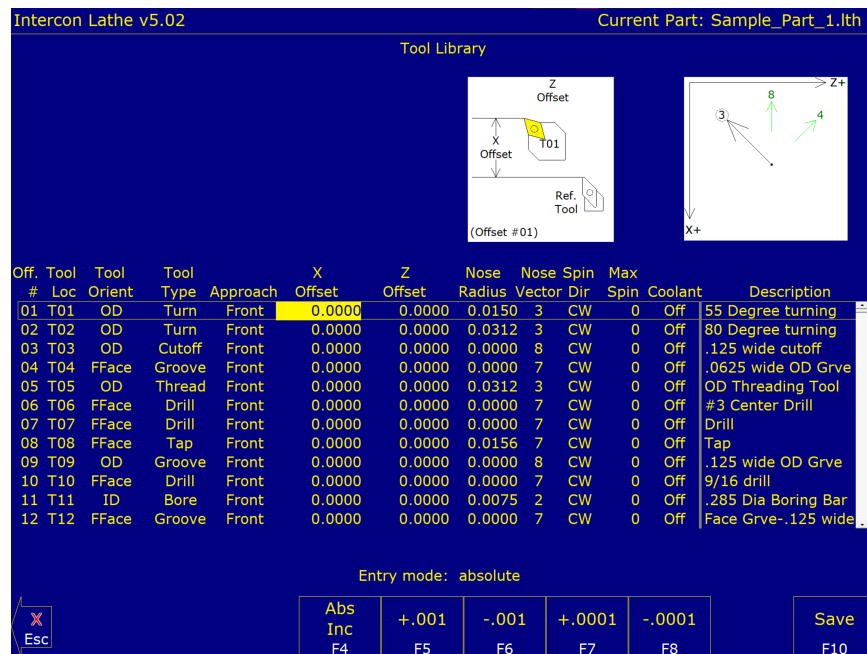 Intercon Lathe v5.02 Current Part: Sample_Part_1.lth
Tool Library
Z
Offset
X
Offset
T01
Ref.
Tool
(Offset #01)
Z+
8
3
4
X+
Off. Tool Tool Tool X Z Nose Nose Spin Max
# Loc Orient Type Approach Offset Offset Radius Vector Dir Spin Coolant Description
01 T01 OD Turn Front 0.0000 0.0000 0.0150 3 CW 0 Off 55 Degree turning
02 T02 OD Turn Front 0.0000 0.0000 0.0312 3 CW 0 Off 80 Degree turning
03 T03 OD Cutoff Front 0.0000 0.0000 0.0000 8 CW 0 Off .125 wide cutoff
04 T04 FFace Groove Front 0.0000 0.0000 0.0000 7 CW 0 Off .0625 wide OD Grve
05 T05 OD Thread Front 0.0000 0.0000 0.0312 3 CW 0 Off OD Threading Tool
06 T06 FFace Drill Front 0.0000 0.0000 0.0000 7 CW 0 Off #3 Center Drill
07 T07 FFace Drill Front 0.0000 0.0000 0.0000 7 CW 0 Off Drill
08 T08 FFace Tap Front 0.0000 0.0000 0.0156 7 CW 0 Off Tap
09 T09 OD Groove Front 0.0000 0.0000 0.0000 8 CW 0 Off .125 wide OD Grve
10 T10 FFace Drill Front 0.0000 0.0000 0.0000 7 CW 0 Off 9/16 drill
11 T11 ID Bore Front 0.0000 0.0000 0.0075 2 CW 0 Off .285 Dia Boring Bar
12 T12 FFace Groove Front 0.0000 0.0000 0.0000 7 CW 0 Off Face Grve-.125 wide
Entry mode: absolute
X
Esc
Abs
Inc
F4
+.001
F5
-.001
F6
+.0001
F7
-.0001
F8
Save
F10